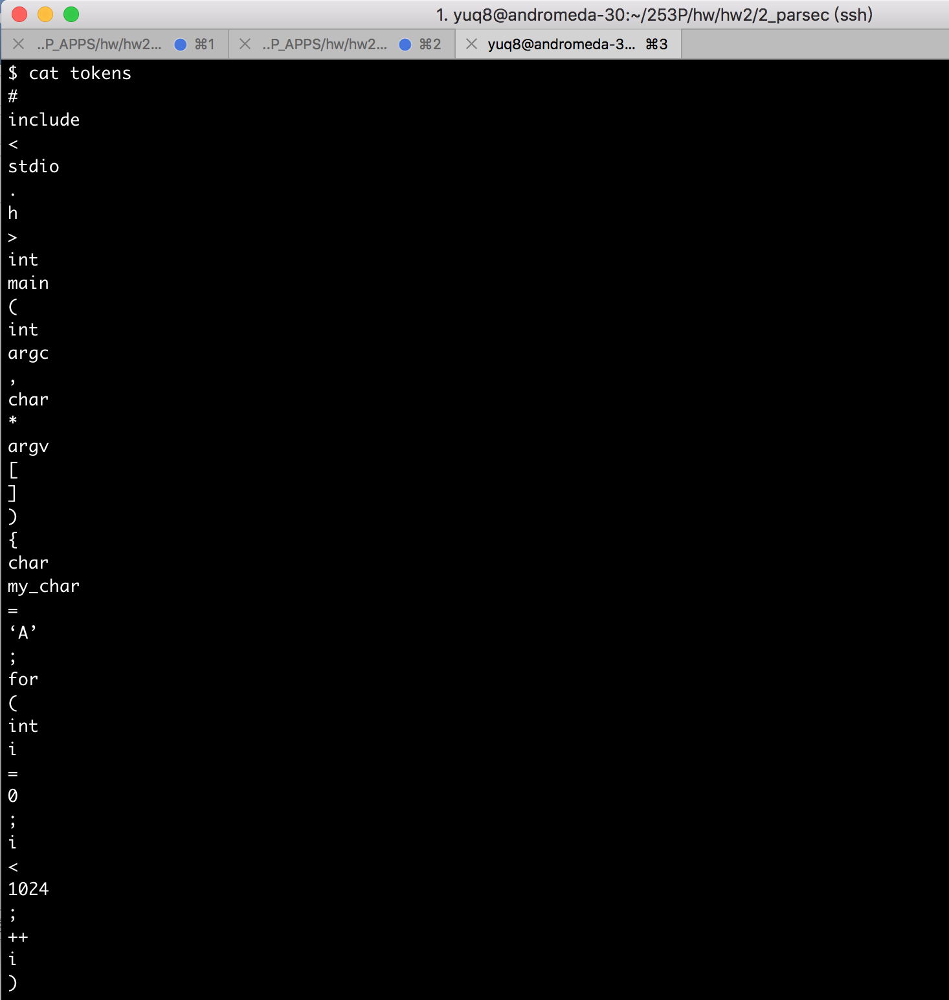 1. yuq8@andromeda-30:~/253P/hw/hw2/2_parsec (ssh)
..P_APPS/hw/hw2... ⌘1 ..P_APPS/hw/hw2... ⌘2 yuq8@andromeda-3... ⌘3
$ cat tokens
#
include
<
stdio
.
h
>
int
main
(
int
argc
,
char
*
argv
[
]
)
{
char
my_char
=
‘A’
;
for
(
int
i
=
0
;
i
<
1024
;
++
i
)